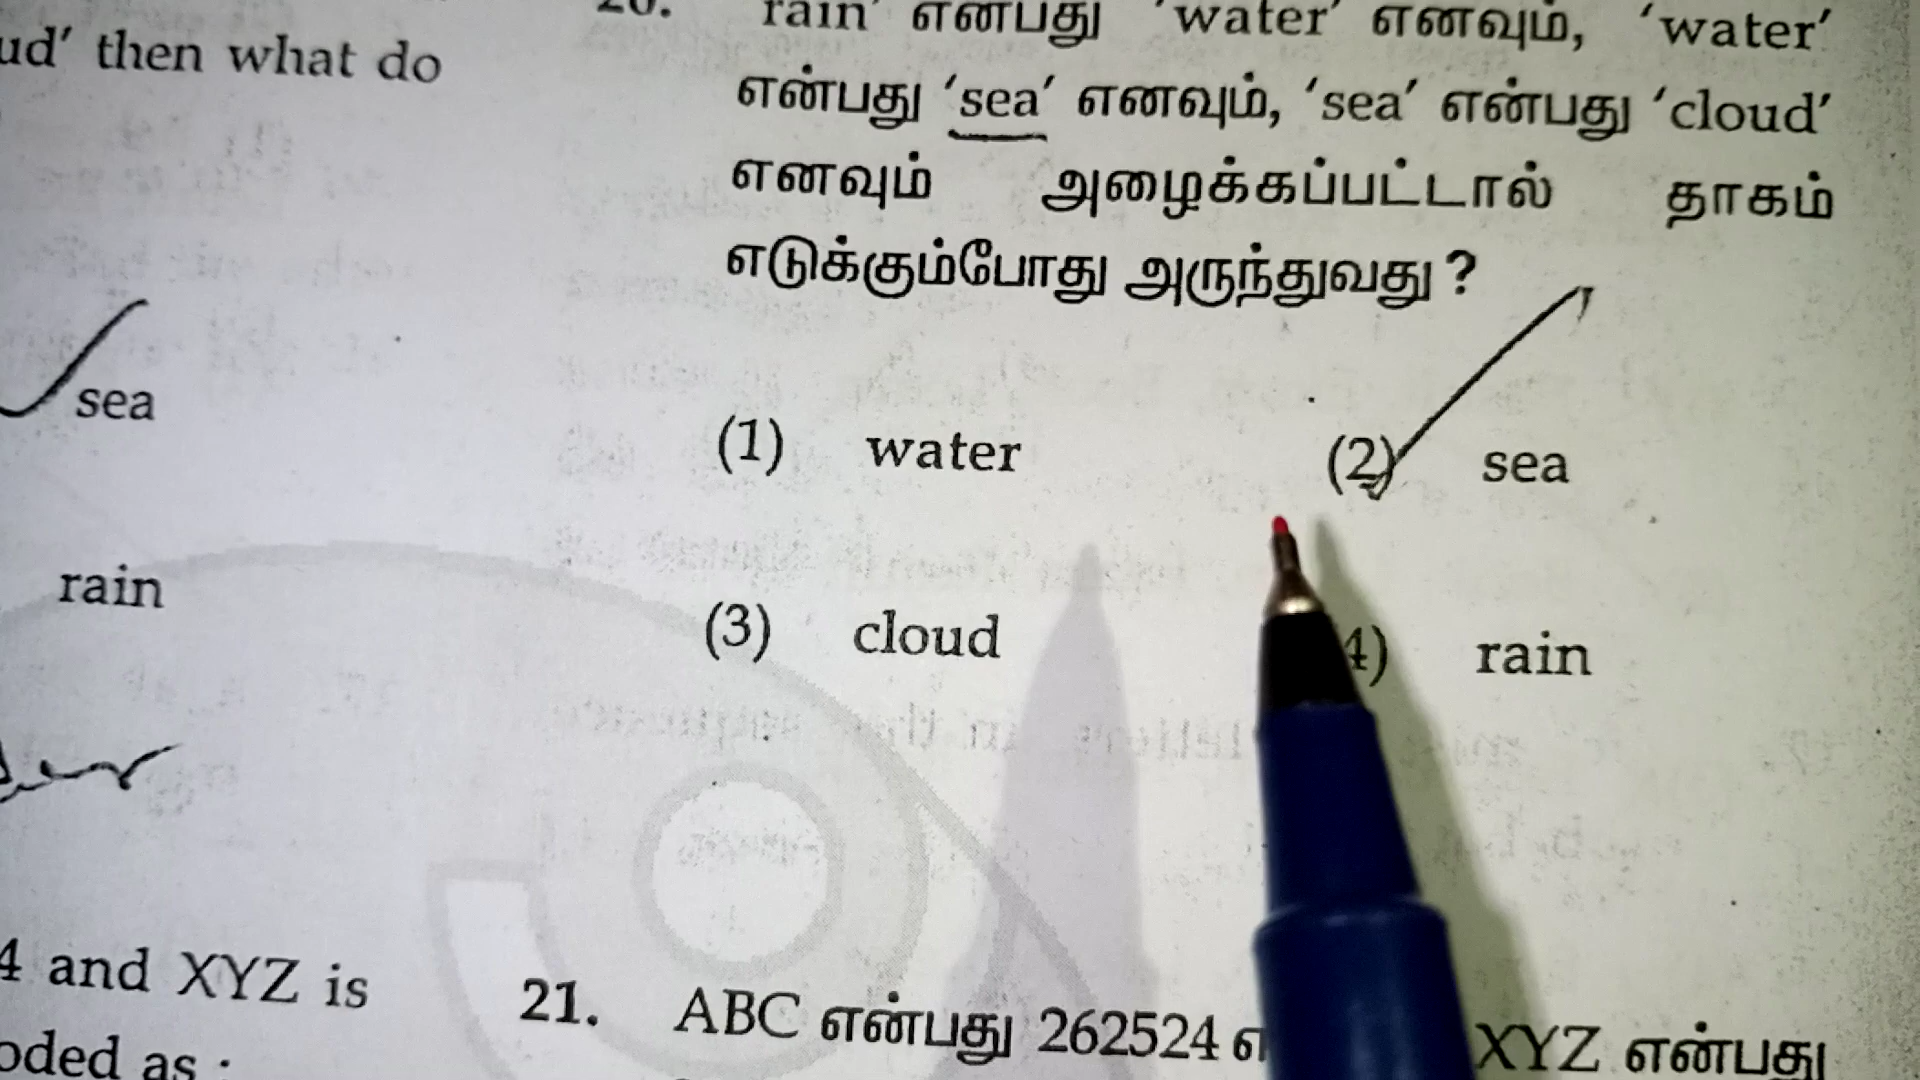 ud' then what do
sea
rain
4 and XYZ is
oded as :
20. rain' என்பது 'water' எனவும், 'water'
என்பது 'sea' எனவும், 'sea' என்பது 'cloud'
எனவும் அழைக்கப்பட்டால் தாகம்
எடுக்கும்போது அருந்துவது ?
(1) water (2) sea
(3) cloud 4) rain
21. ABC என்பது 262524 எ XYZ என்பது